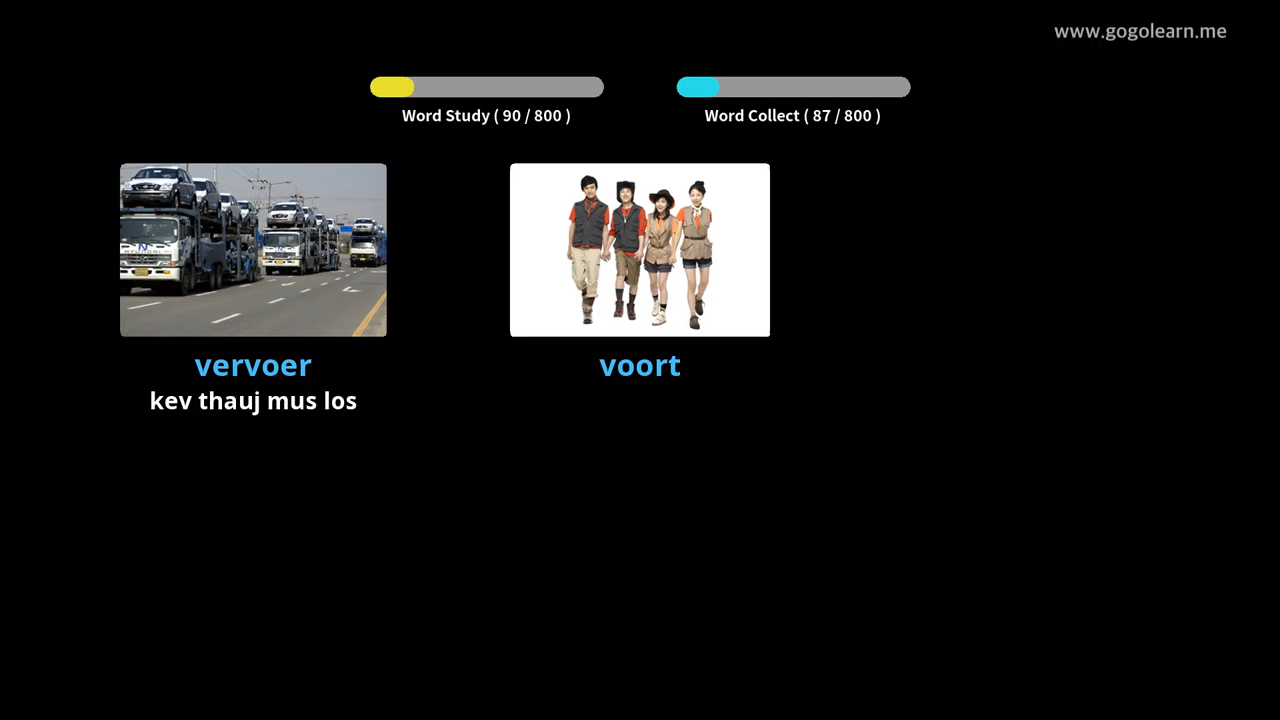 www.gogolearn.me
Word Study ( 90 / 800 )
Word Collect ( 87 / 800 )
vervoer
kev thauj mus los
voort